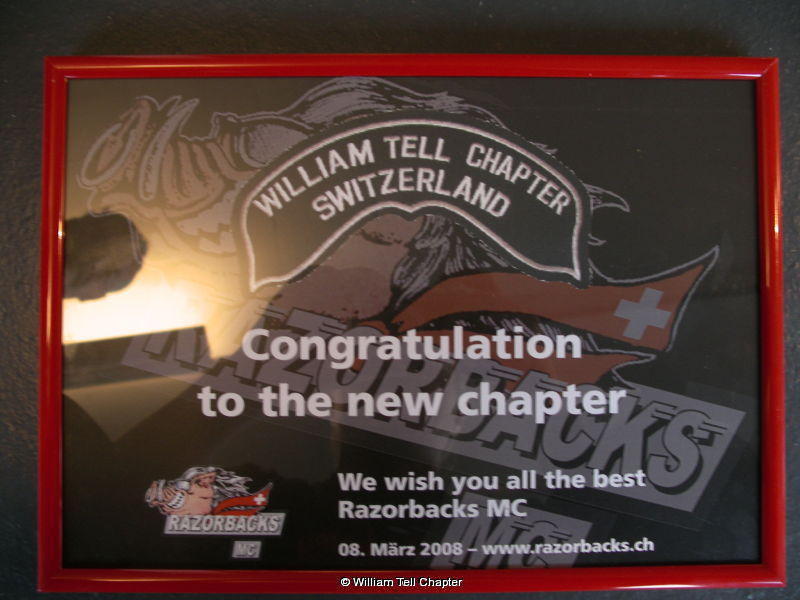 WILLIAM TELL CHAPTER
SWITZERLAND
RAZORBACKS
MC
Congratulation
to the new chapter
We wish you all the best
Razorbacks MC
08. März 2008 – www.razorbacks.ch
RAZORBACKS
MC
© William Tell Chapter